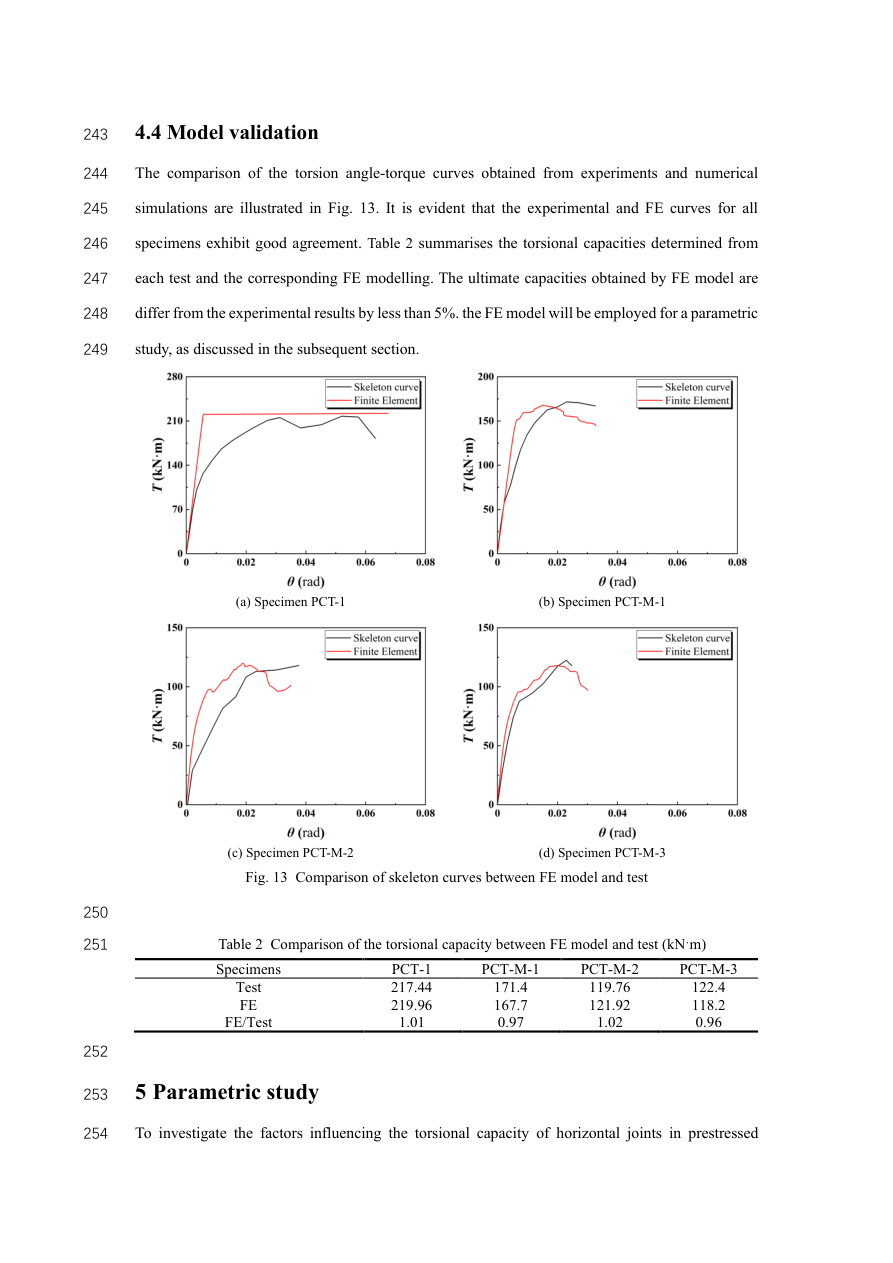 243 4.4 Model validation
244 The comparison of the torsion angle-torque curves obtained from experiments and numerical
245 simulations are illustrated in Fig. 13. It is evident that the experimental and FE curves for all
246 specimens exhibit good agreement. Table 2 summarises the torsional capacities determined from
247 each test and the corresponding FE modelling. The ultimate capacities obtained by FE model are
248 differ from the experimental results by less than 5%. the FE model will be employed for a parametric
249 study, as discussed in the subsequent section.
280
210
140
70
0
T (kN·m)
Skeleton curve
Finite Element
0 0.02 0.04 0.06 0.08
θ (rad)
(a) Specimen PCT-1
200
150
100
50
0
T (kN·m)
Skeleton curve
Finite Element
0 0.02 0.04 0.06 0.08
θ (rad)
(b) Specimen PCT-M-1
150
100
50
0
T (kN·m)
Skeleton curve
Finite Element
0 0.02 0.04 0.06 0.08
θ (rad)
(c) Specimen PCT-M-2
150
100
50
0
T (kN·m)
Skeleton curve
Finite Element
0 0.02 0.04 0.06 0.08
θ (rad)
(d) Specimen PCT-M-3
Fig. 13 Comparison of skeleton curves between FE model and test
250
251 Table 2 Comparison of the torsional capacity between FE model and test (kN·m)
Specimens PCT-1 PCT-M-1 PCT-M-2 PCT-M-3
Test 217.44 171.4 119.76 122.4
FE 219.96 167.7 121.92 118.2
FE/Test 1.01 0.97 1.02 0.96
252
253 5 Parametric study
254 To investigate the factors influencing the torsional capacity of horizontal joints in prestressed